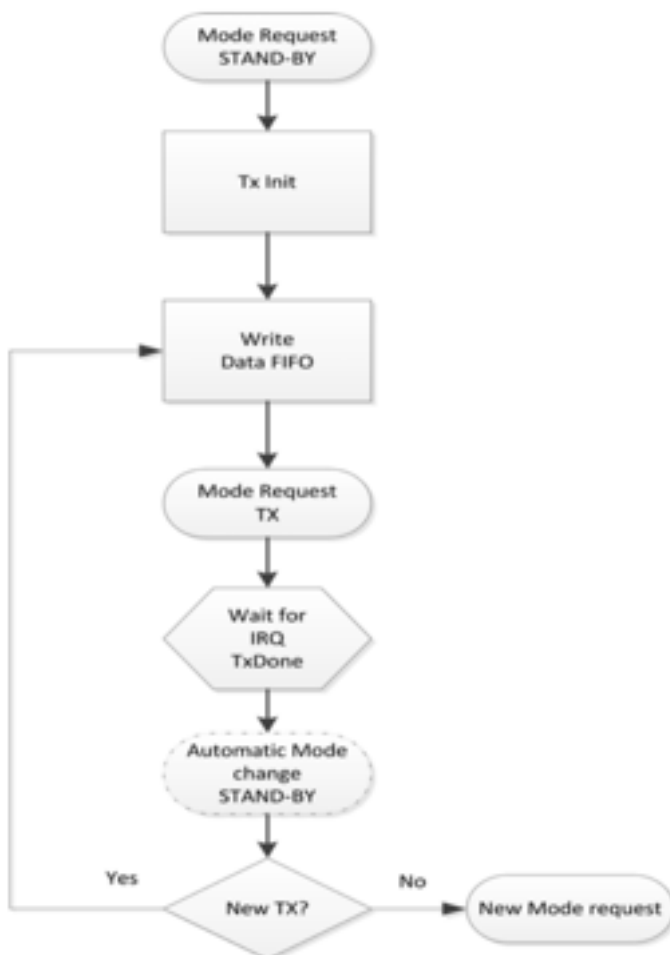 Mode Request
STAND-BY
Tx Init
Write
Data FIFO
Mode Request
TX
Wait for
IRQ
TxDone
Automatic Mode
change
STAND-BY
Yes
New TX?
No
New Mode request